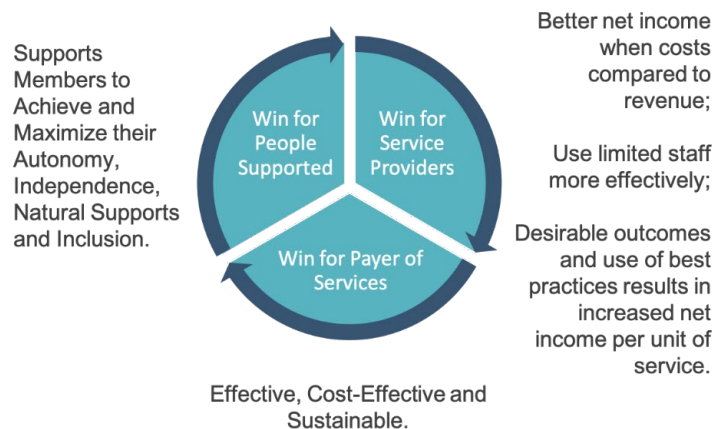 Supports
Members to
Achieve and
Maximize their
Autonomy,
Independence,
Natural Supports
and Inclusion.
Win for
People
Supported
Win for
Service
Providers
Better net income
when costs
compared to
revenue;
Use limited staff
more effectively;
Desirable outcomes
and use of best
practices results in
increased net
income per unit of
service.
Win for Payer of
Services
Effective, Cost-Effective and
Sustainable.